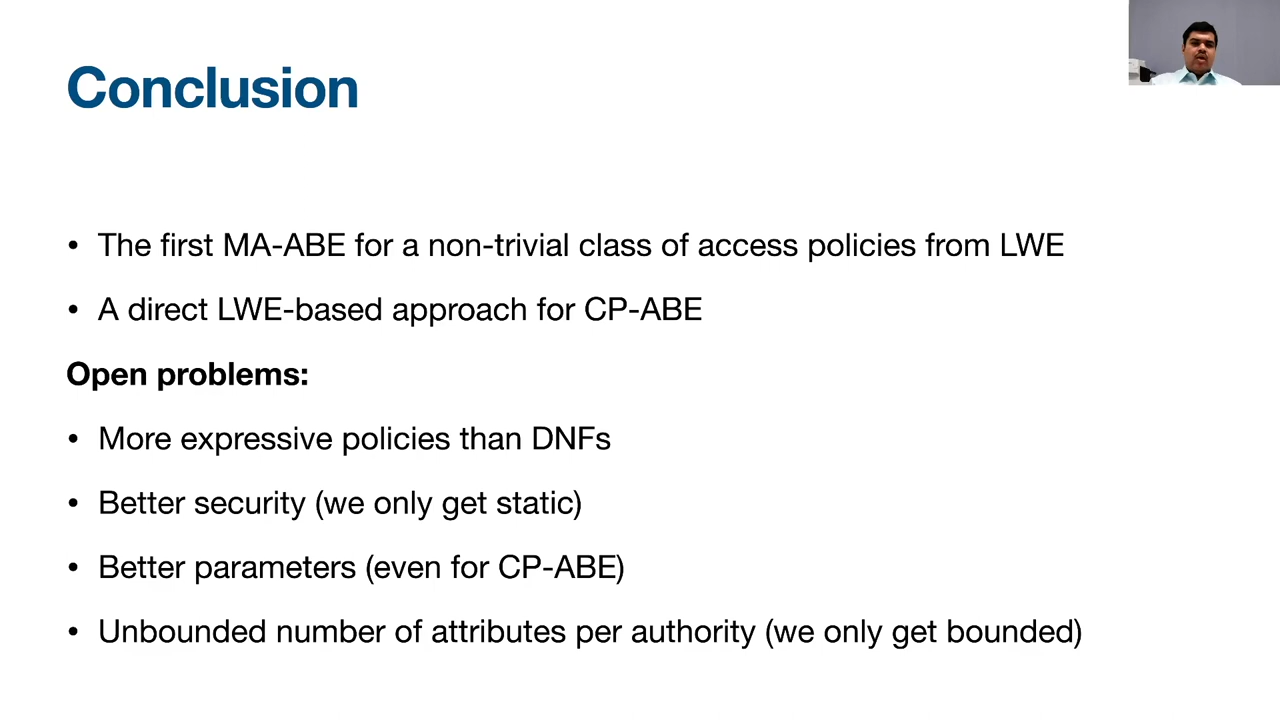 Conclusion
• The first MA-ABE for a non-trivial class of access policies from LWE
• A direct LWE-based approach for CP-ABE
Open problems:
• More expressive policies than DNFs
• Better security (we only get static)
• Better parameters (even for CP-ABE)
• Unbounded number of attributes per authority (we only get bounded)